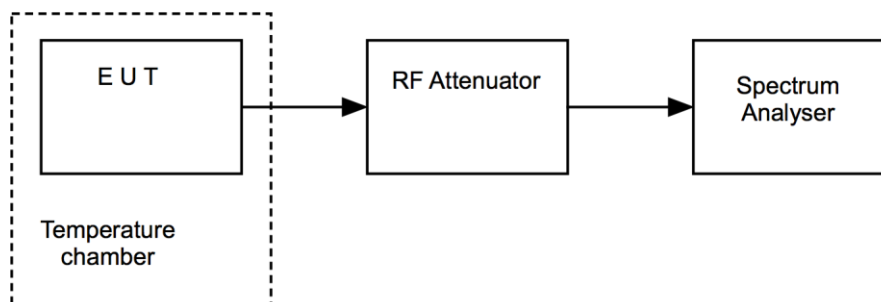 E U T
RF Attenuator
Spectrum
Analyser
Temperature
chamber